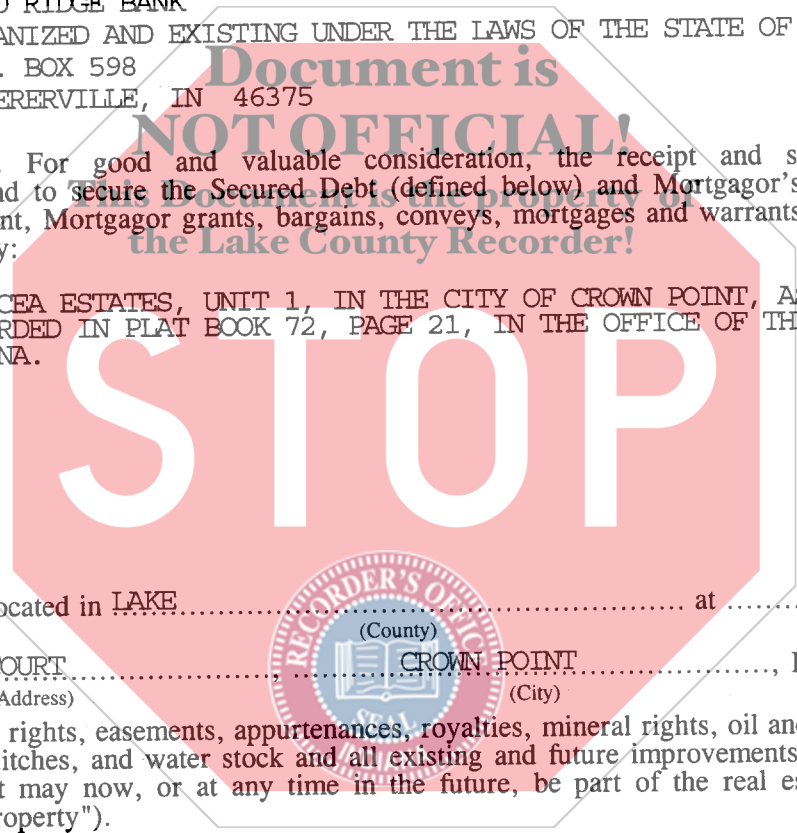 RIDGE BANK
ANIZED AND EXISTING UNDER THE LAWS OF THE STATE OF
. BOX 598
ERERVILLE, IN 46375
Document is
NOT OFFICIAL!
This Document is the property of
the Lake County Recorder!
. For good and valuable consideration, the receipt and s
nd to secure the Secured Debt (defined below) and Mortgagor's
nt, Mortgagor grants, bargains, conveys, mortgages and warrants
y:
CEA ESTATES, UNIT 1, IN THE CITY OF CROWN POINT, AS
RDED IN PLAT BOOK 72, PAGE 21, IN THE OFFICE OF TH
NA.
STOP
ocated in LAKE at
(County)
OURT , CROWN POINT ,
Address) (City)
RECORDER'S OFFIC
SEAL
rights, easements, appurtenances, royalties, mineral rights, oil and
itches, and water stock and all existing and future improvements
t may now, or at any time in the future, be part of the real es
roperty").